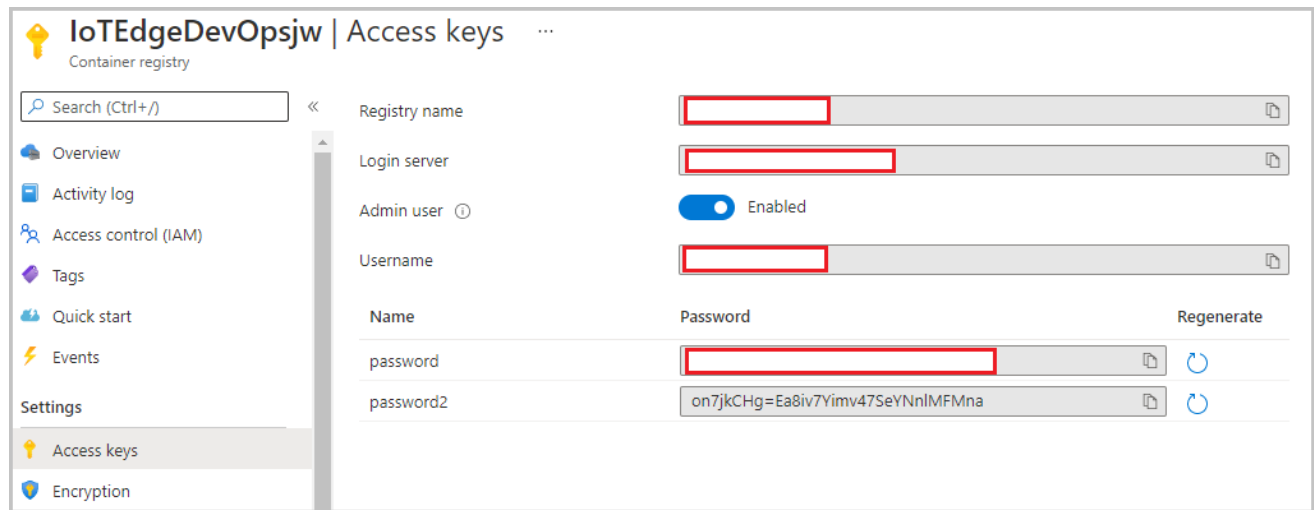 IoTEdgeDevOpsjw | Access keys ...
Container registry
Search (Ctrl+/) «
Overview
Activity log
Access control (IAM)
Tags
Quick start
Events
Settings
Access keys
Encryption
Registry name
Login server
Admin user Enabled
Username
Name Password Regenerate
password
password2 on7jkCHg=Ea8iv7Yimv47SeYNnlMFMna